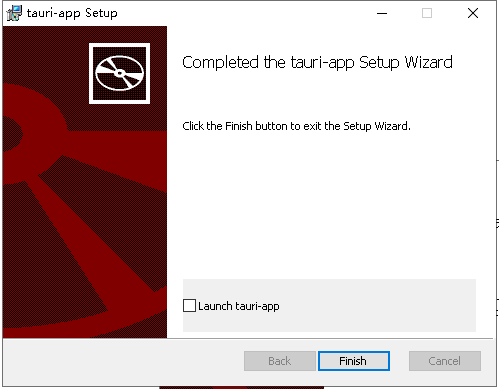 tauri-app Setup
Completed the tauri-app Setup Wizard
Click the Finish button to exit the Setup Wizard.
Launch tauri-app
Back Finish Cancel